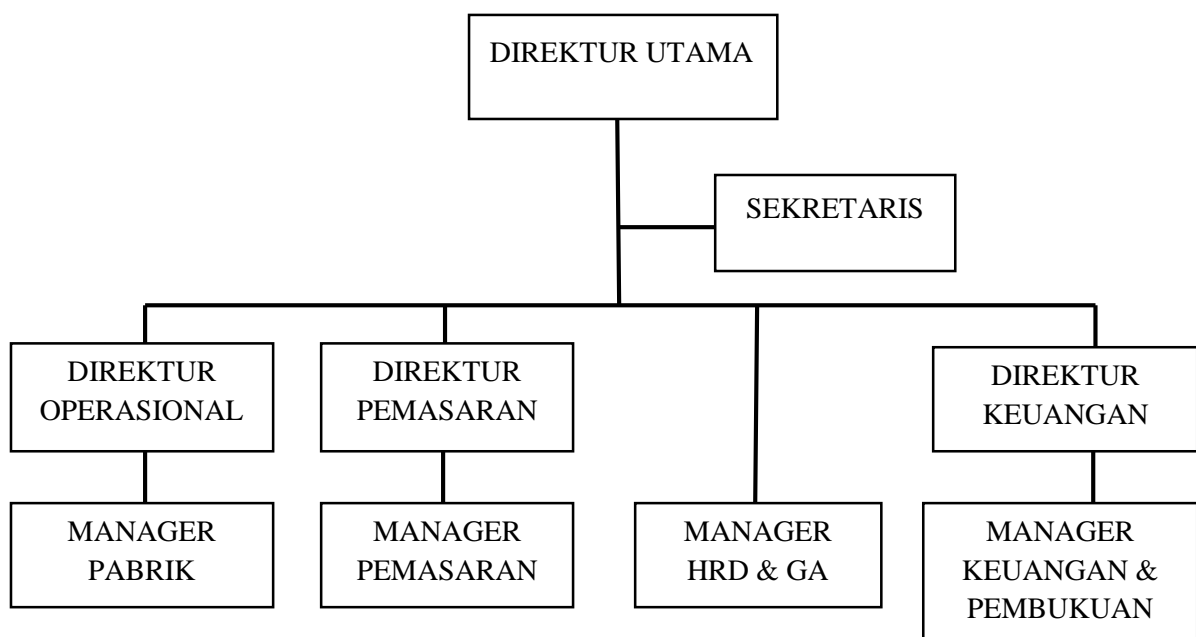 DIREKTUR UTAMA
SEKRETARIS
DIREKTUR
OPERASIONAL
DIREKTUR
PEMASARAN
DIREKTUR
KEUANGAN
MANAGER
PABRIK
MANAGER
PEMASARAN
MANAGER
HRD & GA
MANAGER
KEUANGAN &
PEMBUKUAN